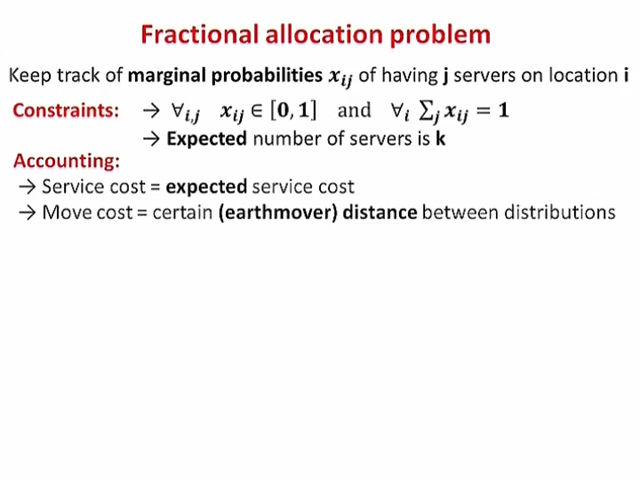 Fractional allocation problem
Keep track of marginal probabilities x_ij of having j servers on location i
Constraints: → ∀_i,j x_ij ∈ [0, 1] and ∀_i ∑_j x_ij = 1
→ Expected number of servers is k
Accounting:
→ Service cost = expected service cost
→ Move cost = certain (earthmover) distance between distributions